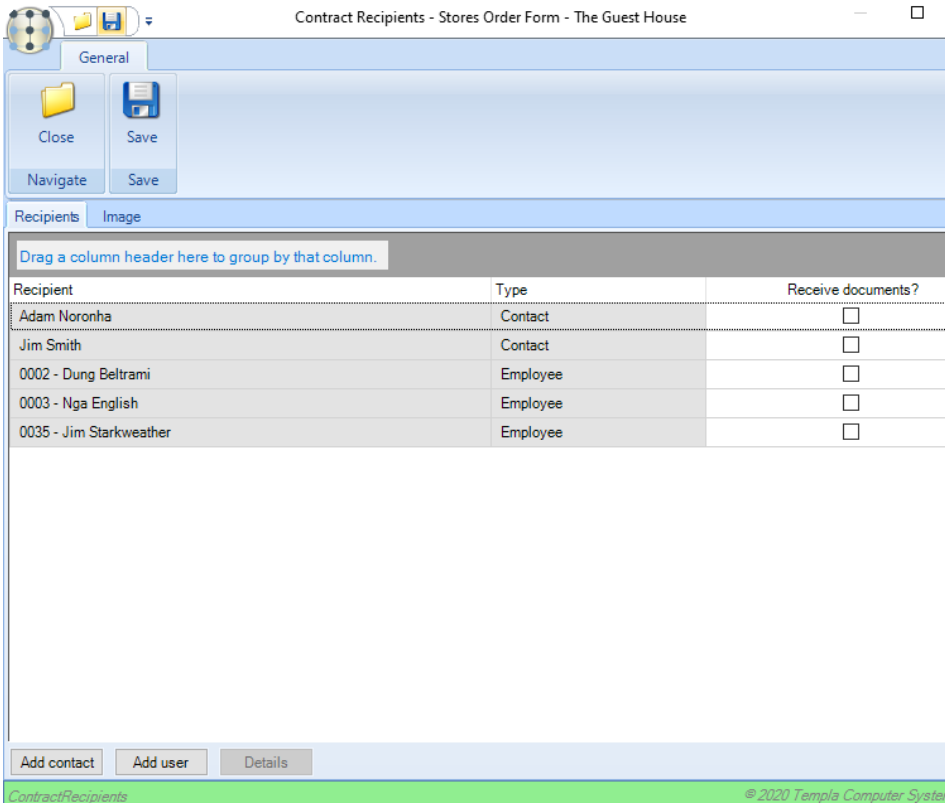 Contract Recipients - Stores Order Form - The Guest House
General
Close Save
Navigate Save
Recipients Image
Drag a column header here to group by that column.
Recipient Type Receive documents?
Adam Noronha Contact
Jim Smith Contact
0002 - Dung Beltrami Employee
0003 - Nga English Employee
0035 - Jim Starkweather Employee
Add contact Add user Details
ContractRecipients © 2020 Templa Computer